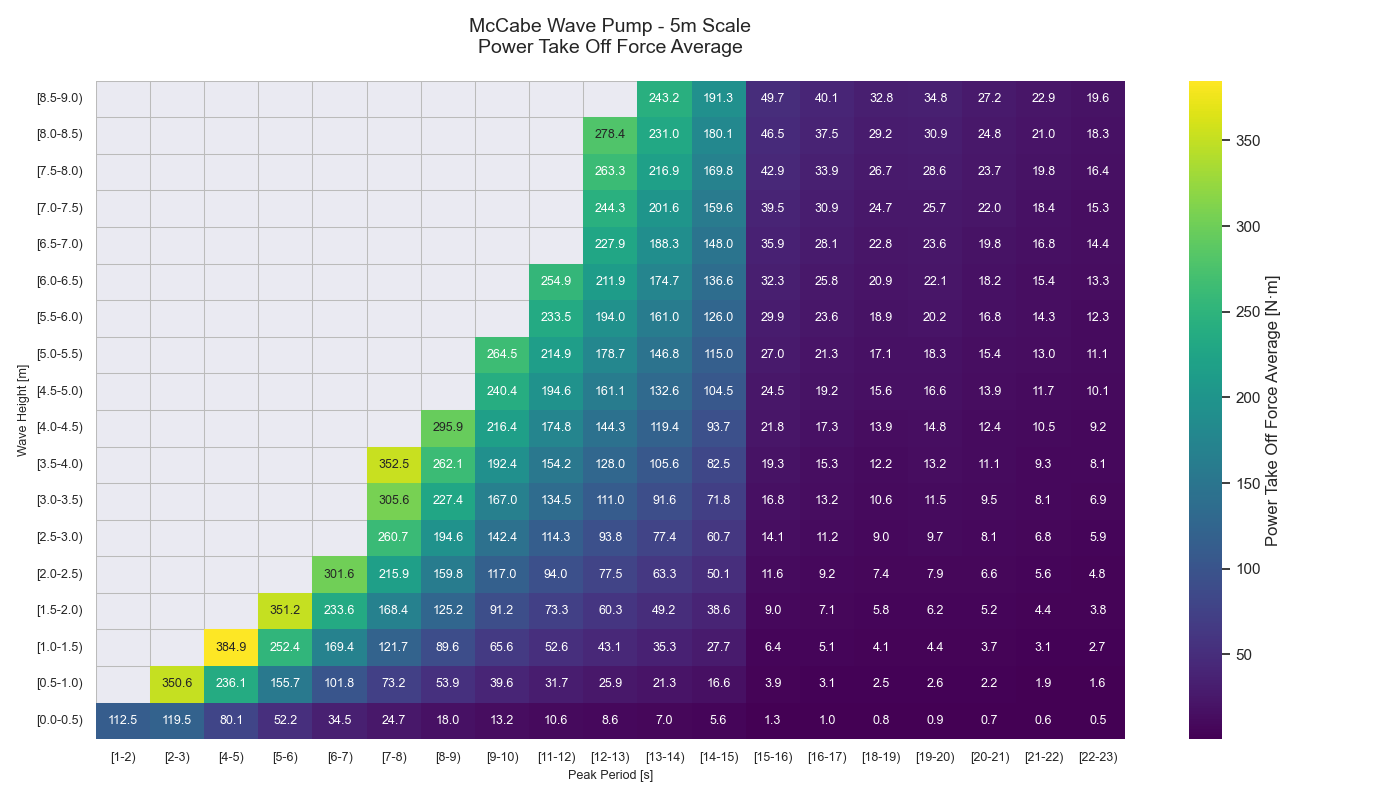 McCabe Wave Pump - 5m Scale
Power Take Off Force Average
[8.5-9.0) 243.2 191.3 49.7 40.1 32.8 34.8 27.2 22.9 19.6
[8.0-8.5) 278.4 231.0 180.1 46.5 37.5 29.2 30.9 24.8 21.0 18.3
[7.5-8.0) 263.3 216.9 169.8 42.9 33.9 26.7 28.6 23.7 19.8 16.4
[7.0-7.5) 244.3 201.6 159.6 39.5 30.9 24.7 25.7 22.0 18.4 15.3
[6.5-7.0) 227.9 188.3 148.0 35.9 28.1 22.8 23.6 19.8 16.8 14.4
[6.0-6.5) 254.9 211.9 174.7 136.6 32.3 25.8 20.9 22.1 18.2 15.4 13.3
[5.5-6.0) 233.5 194.0 161.0 126.0 29.9 23.6 18.9 20.2 16.8 14.3 12.3
[5.0-5.5) 264.5 214.9 178.7 146.8 115.0 27.0 21.3 17.1 18.3 15.4 13.0 11.1
[4.5-5.0) 240.4 194.6 161.1 132.6 104.5 24.5 19.2 15.6 16.6 13.9 11.7 10.1
[4.0-4.5) 295.9 216.4 174.8 144.3 119.4 93.7 21.8 17.3 13.9 14.8 12.4 10.5 9.2
[3.5-4.0) 352.5 262.1 192.4 154.2 128.0 105.6 82.5 19.3 15.3 12.2 13.2 11.1 9.3 8.1
[3.0-3.5) 305.6 227.4 167.0 134.5 111.0 91.6 71.8 16.8 13.2 10.6 11.5 9.5 8.1 6.9
[2.5-3.0) 260.7 194.6 142.4 114.3 93.8 77.4 60.7 14.1 11.2 9.0 9.7 8.1 6.8 5.9
[2.0-2.5) 301.6 215.9 159.8 117.0 94.0 77.5 63.3 50.1 11.6 9.2 7.4 7.9 6.6 5.6 4.8
[1.5-2.0) 351.2 233.6 168.4 125.2 91.2 73.3 60.3 49.2 38.6 9.0 7.1 5.8 6.2 5.2 4.4 3.8
[1.0-1.5) 384.9 252.4 169.4 121.7 89.6 65.6 52.6 43.1 35.3 27.7 6.4 5.1 4.1 4.4 3.7 3.1 2.7
[0.5-1.0) 350.6 236.1 155.7 101.8 73.2 53.9 39.6 31.7 25.9 21.3 16.6 3.9 3.1 2.5 2.6 2.2 1.9 1.6
[0.0-0.5) 112.5 119.5 80.1 52.2 34.5 24.7 18.0 13.2 10.6 8.6 7.0 5.6 1.3 1.0 0.8 0.9 0.7 0.6 0.5
[1-2) [2-3) [4-5) [5-6) [6-7) [7-8) [8-9) [9-10) [11-12) [12-13) [13-14) [14-15) [15-16) [16-17) [18-19) [19-20) [20-21) [21-22) [22-23)
Peak Period [s]
Wave Height [m]
350
300
250
200
150
100
50
Power Take Off Force Average [N·m]